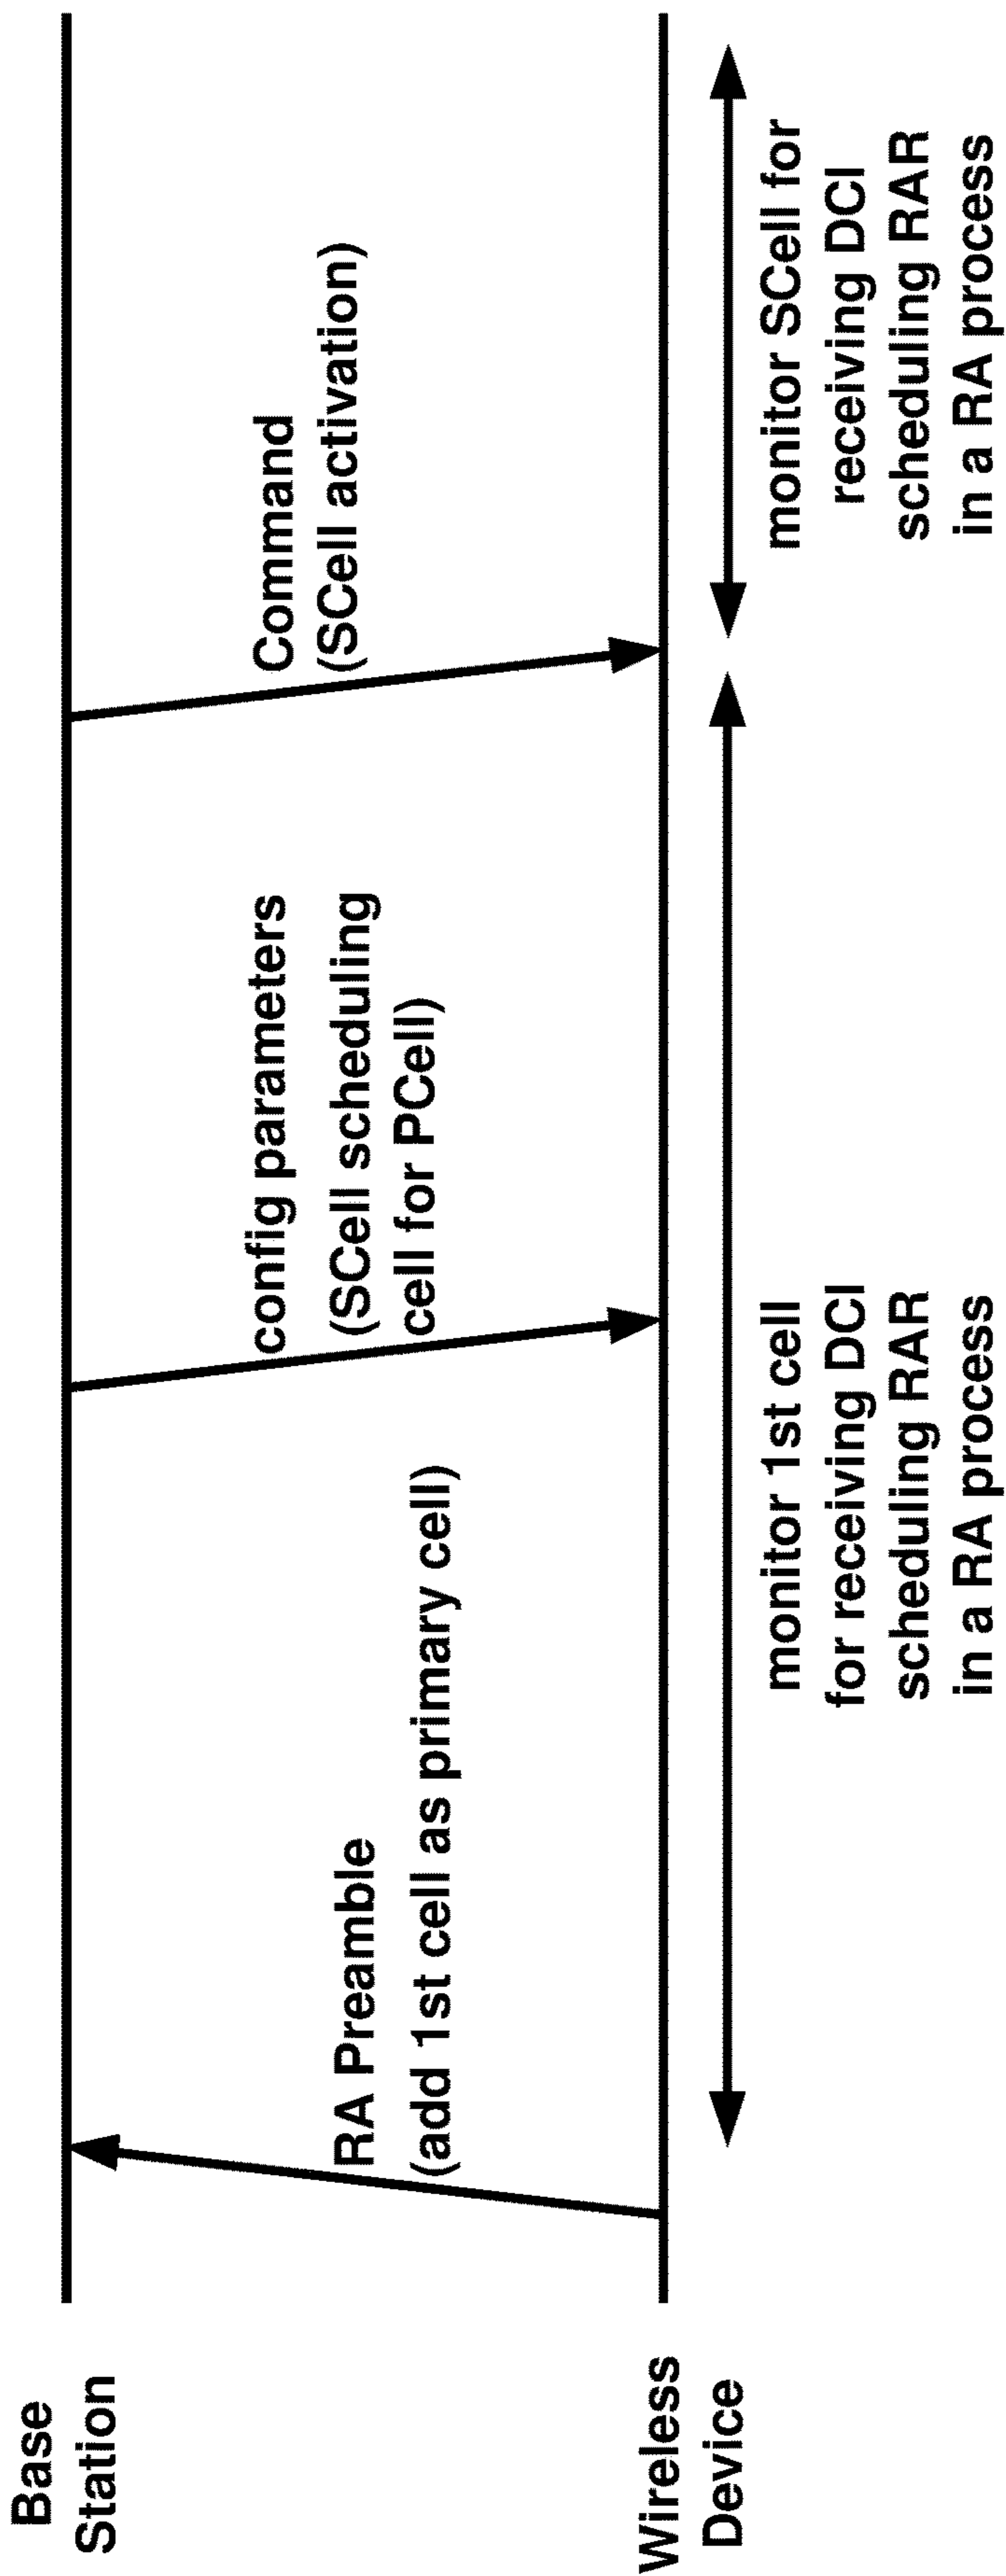 Base
Station
Wireless
Device
RA Preamble
(add 1st cell as primary cell)
config parameters
(SCell scheduling
cell for PCell)
Command
(SCell activation)
monitor 1st cell
for receiving DCI
scheduling RAR
in a RA process
monitor SCell for
receiving DCI
scheduling RAR
in a RA process